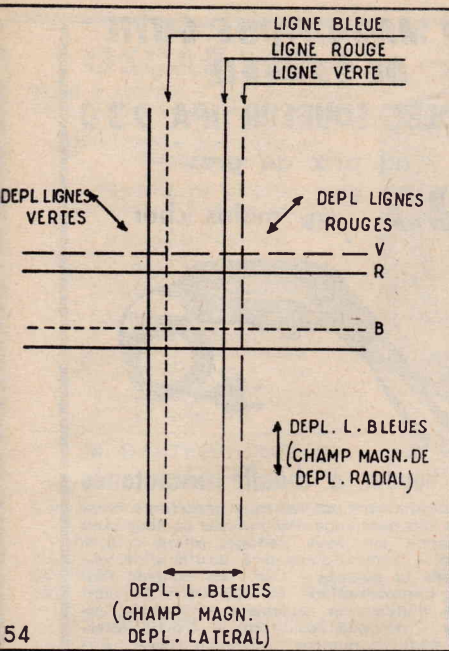 LIGNE BLEUE
LIGNE ROUGE
LIGNE VERTE
DEPL LIGNES
VERTES
DEPL LIGNES
ROUGES
V
R
B
DEPL. L. BLEUES
(CHAMP MAGN. DE
DEPL. RADIAL)
DEPL. L. BLEUES
(CHAMP MAGN.
DEPL. LATERAL)
54